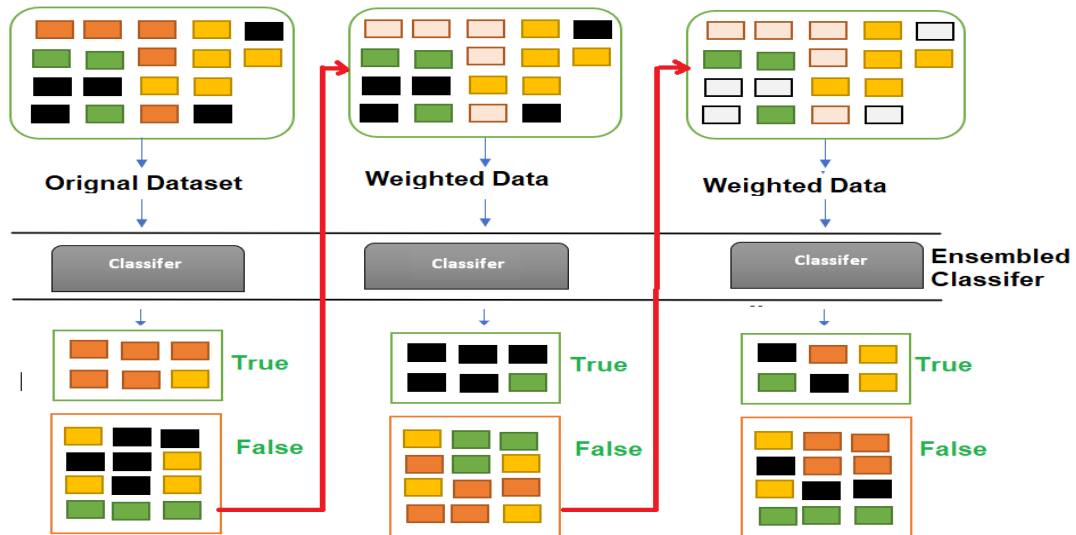 Orignal Dataset
Weighted Data
Weighted Data
Classifer
Classifer
Classifer
Ensembled
Classifer
True
True
True
False
False
False